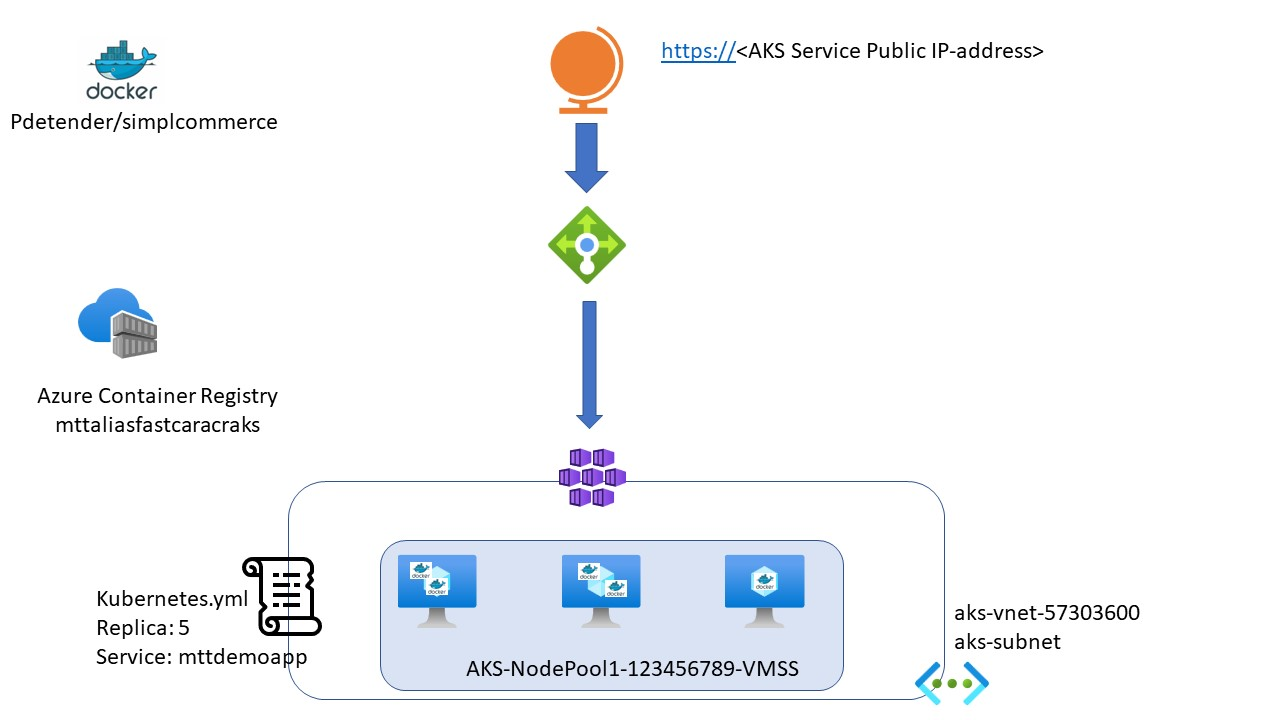 docker
Pdetender/simplcommerce
https://<AKS Service Public IP-address>
Azure Container Registry
mttaliasfastcaracraks
Kubernetes.yml
Replica: 5
Service: mttdemoapp
docker
docker
docker
docker
docker
AKS-NodePool1-123456789-VMSS
aks-vnet-57303600
aks-subnet